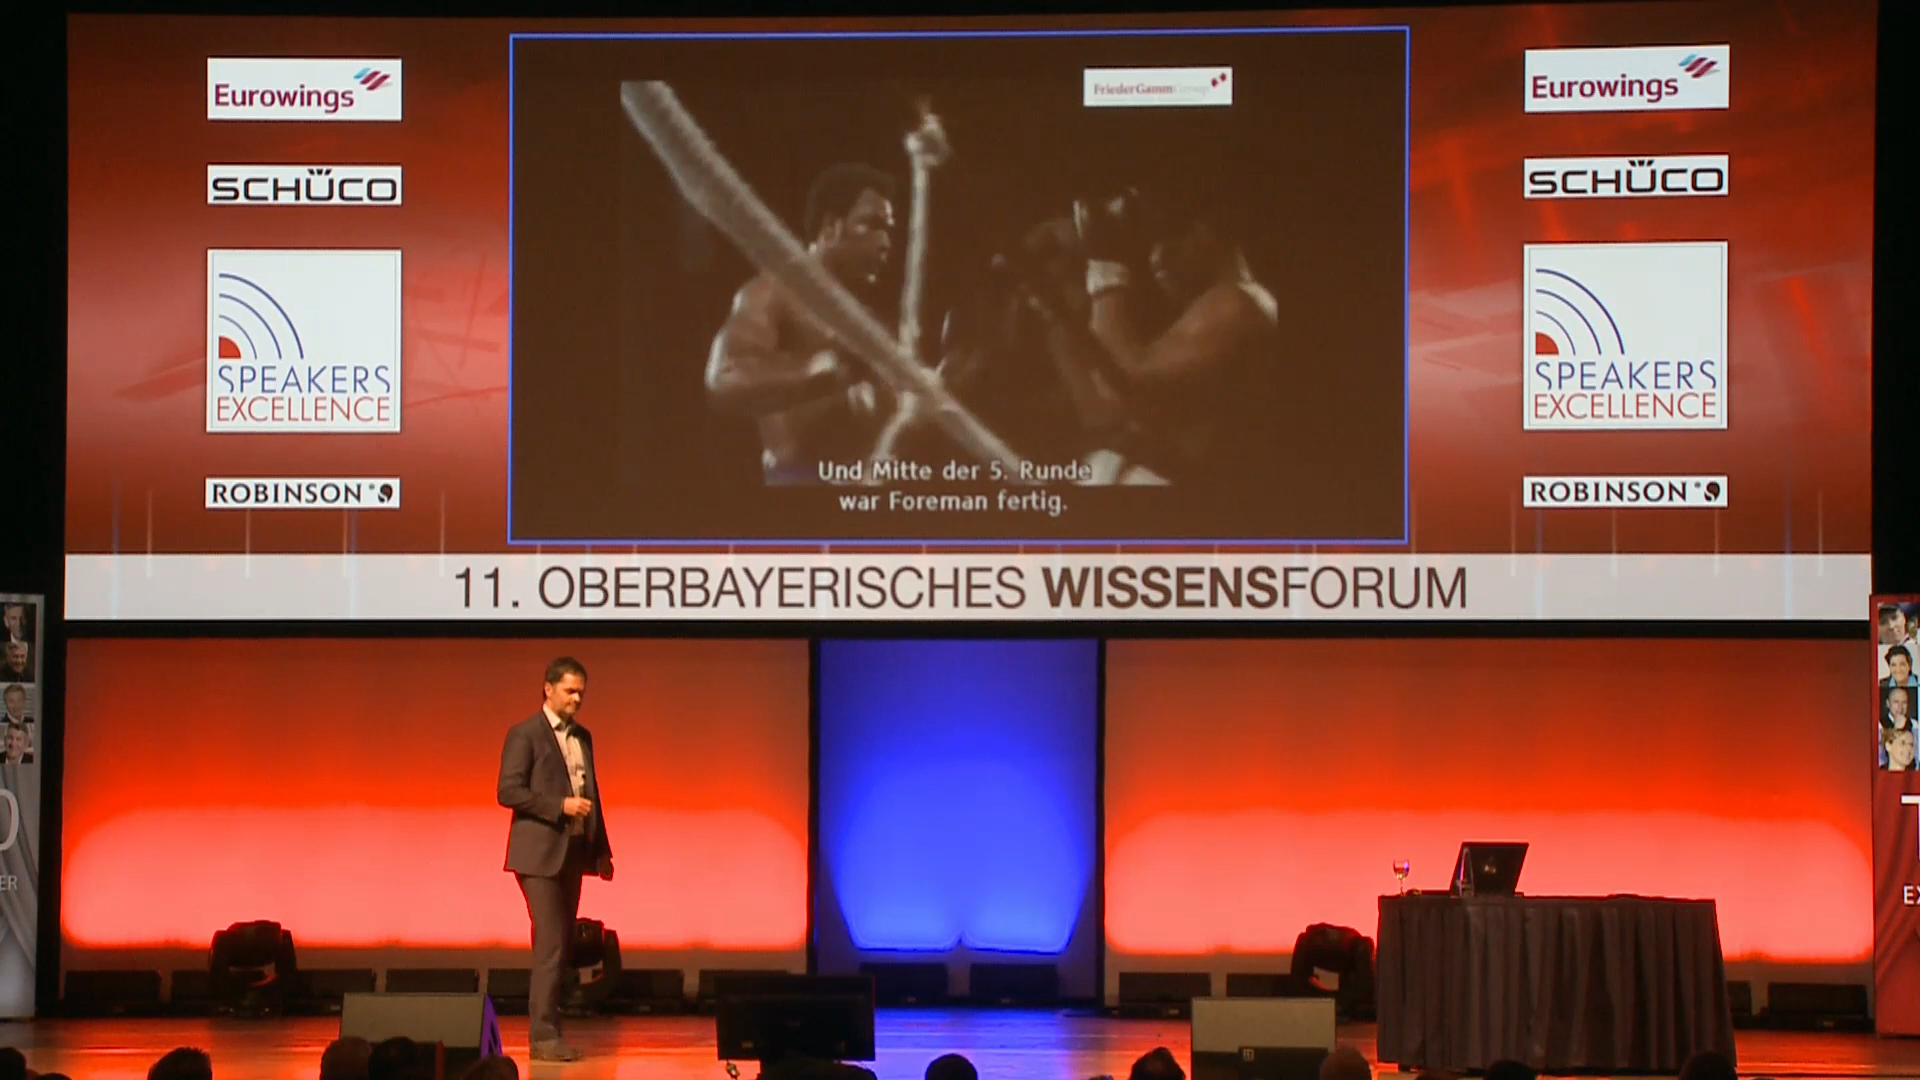 Eurowings
SCHÜCO
SPEAKERS
EXCELLENCE
ROBINSON
FriederGammGroup
Und Mitte der 5. Runde
war Foreman fertig.
Eurowings
SCHÜCO
SPEAKERS
EXCELLENCE
ROBINSON
11. OBERBAYERISCHES WISSENSFORUM